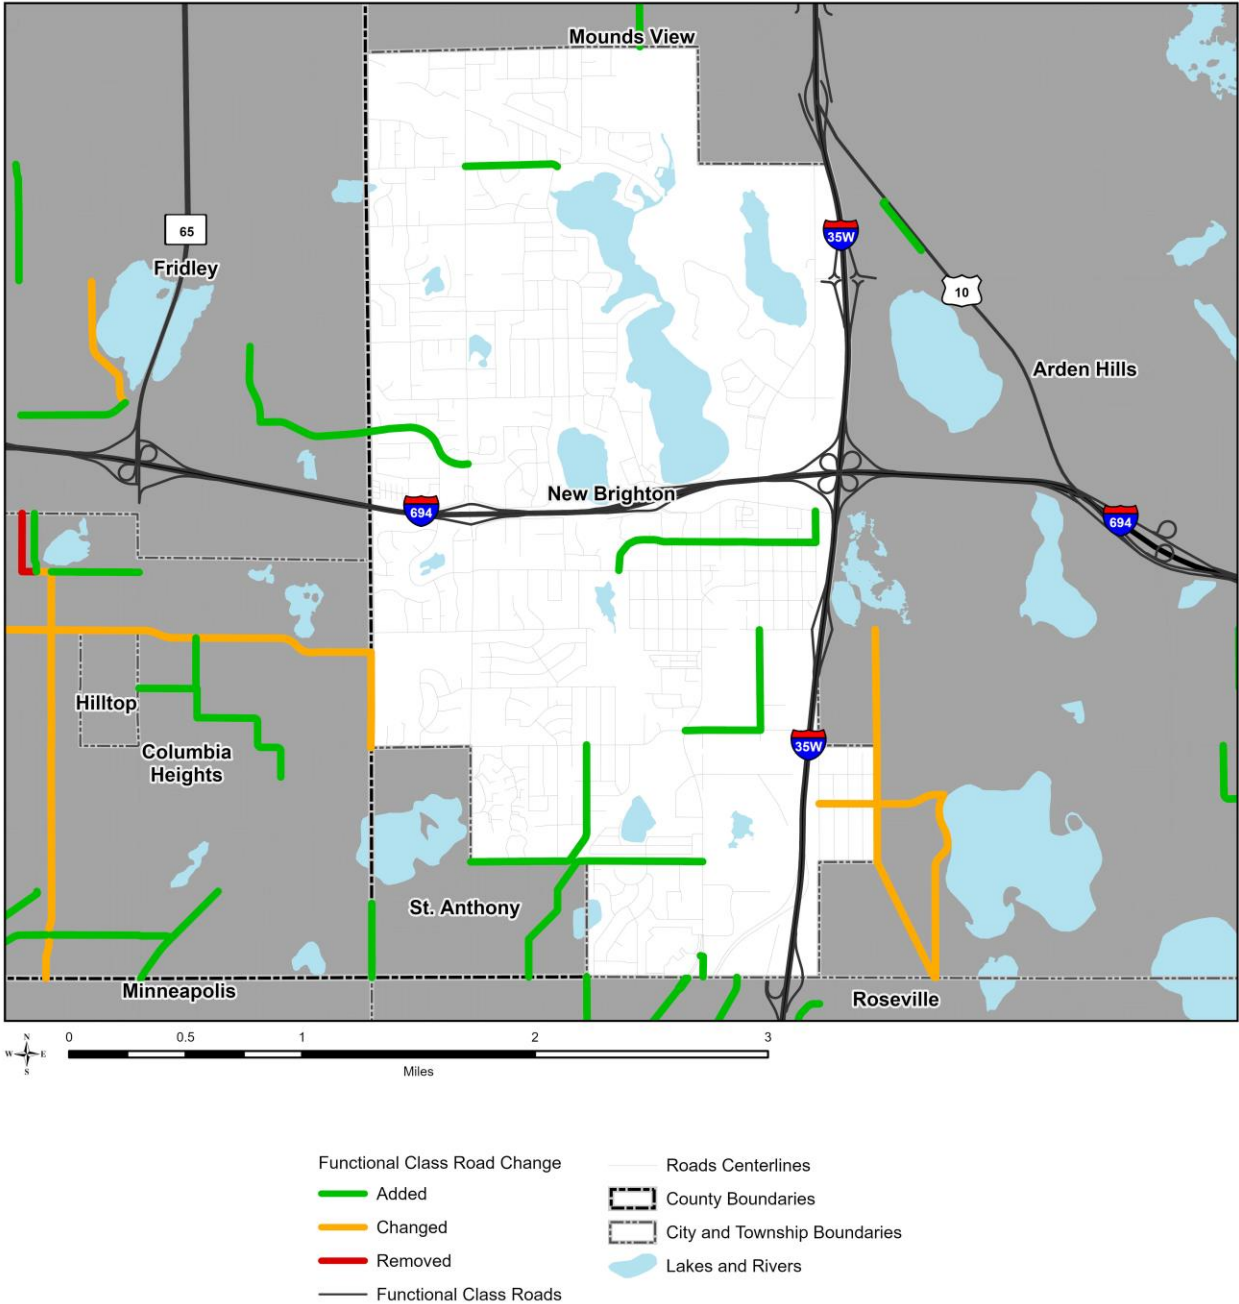 Mounds View
65
Fridley
35W
10
Arden Hills
New Brighton
694
694
Hilltop
Columbia
Heights
35W
St. Anthony
Minneapolis
Roseville
N
W E
S
0 0.5 1 2 3
Miles
Functional Class Road Change
Added
Changed
Removed
Functional Class Roads
Roads Centerlines
County Boundaries
City and Township Boundaries
Lakes and Rivers